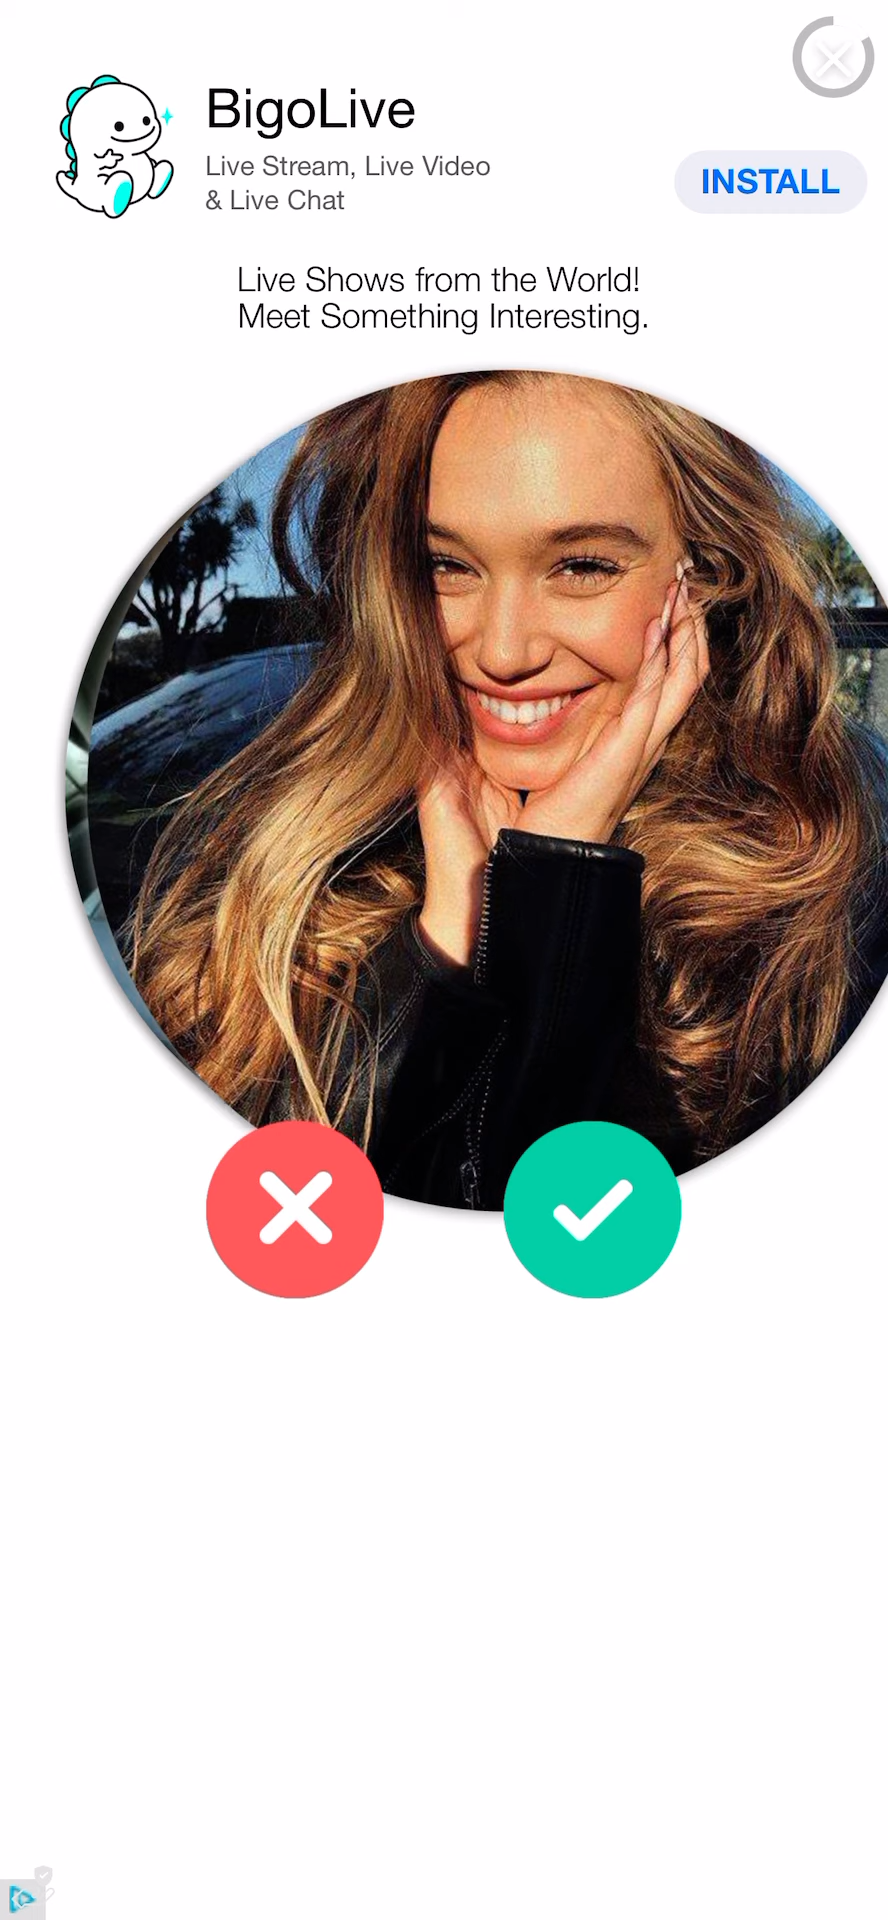 BigoLive
Live Stream, Live Video
& Live Chat
INSTALL
Live Shows from the World!
Meet Something Interesting.